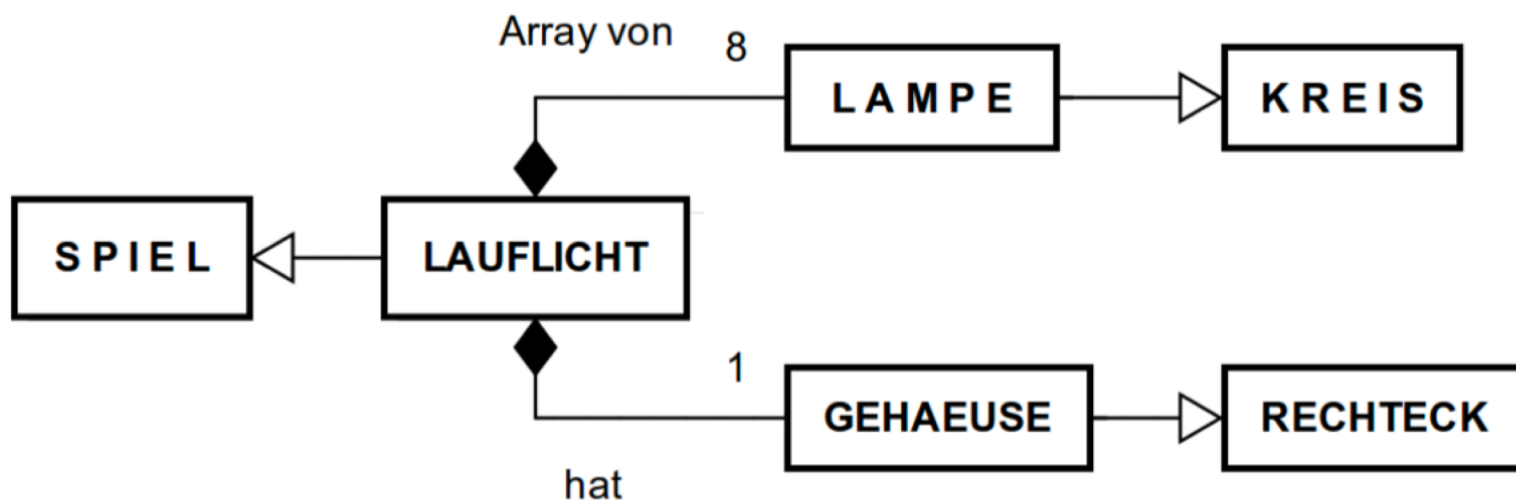 Array von 8
LAMPE
KREIS
SPIEL
LAUFLICHT
1
GEHAEUSE
RECHTECK
hat